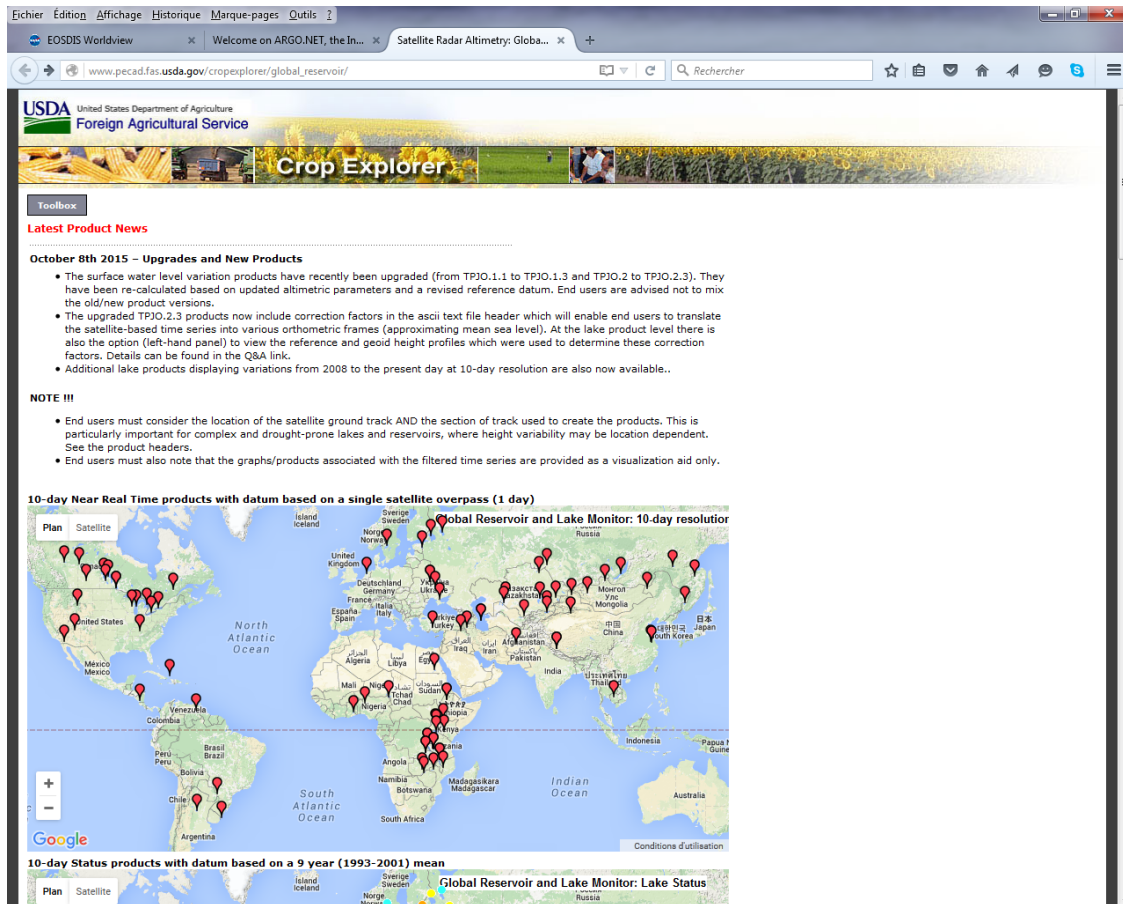 Fichier Édition Affichage Historique Marque-pages Outils ?
EOSDIS Worldview × Welcome on ARGO.NET, the In... × Satellite Radar Altimetry: Globa... × +
www.pecad.fas.usda.gov/cropexplorer/global_reservoir/ Rechercher
USDA United States Department of Agriculture
Foreign Agricultural Service
Crop Explorer
Toolbox
Latest Product News
October 8th 2015 – Upgrades and New Products
• The surface water level variation products have recently been upgraded (from TPJO.1.1 to TPJO.1.3 and TPJO.2 to TPJO.2.3). They
have been re-calculated based on updated altimetric parameters and a revised reference datum. End users are advised not to mix
the old/new product versions.
• The upgraded TPJO.2.3 products now include correction factors in the ascii text file header which will enable end users to translate
the satellite-based time series into various orthometric frames (approximating mean sea level). At the lake product level there is
also the option (left-hand panel) to view the reference and geoid height profiles which were used to determine these correction
factors. Details can be found in the Q&A link.
• Additional lake products displaying variations from 2008 to the present day at 10-day resolution are also now available..
NOTE !!!
• End users must consider the location of the satellite ground track AND the section of track used to create the products. This is
particularly important for complex and drought-prone lakes and reservoirs, where height variability may be location dependent.
See the product headers.
• End users must also note that the graphs/products associated with the filtered time series are provided as a visualization aid only.
10-day Near Real Time products with datum based on a single satellite overpass (1 day)
Plan Satellite
Global Reservoir and Lake Monitor: 10-day resolution
Ísland
Iceland
Sverige
Sweden
Norge
Russia
United
Kingdom
Deutschland
Germany
France
Italia
Italy
España
Spain
Монгол
Улс
Mongolia
United States
North
Atlantic
Ocean
Turkey
العراق
Iraq
Iran
Afghanistan
Pakistan
中国
China
South Korea
日本
Japan
México
Mexico
Algeria
Libya
India
Mali
Sudan
Tchad
Chad
Nigeria
Venezuela
Colombia
Kenya
Indonesia
Perú
Peru
Brasil
Brazil
Bolivia
Angola
Namibia
Botswana
Madagasikara
Madagascar
Chile
South
Atlantic
Ocean
Indian
Ocean
Australia
South Africa
Argentina
+
−
Google
Conditions d'utilisation
10-day Status products with datum based on a 9 year (1993-2001) mean
Plan Satellite
Global Reservoir and Lake Monitor: Lake Status
Ísland
Iceland
Sverige
Sweden
Norge
Russia